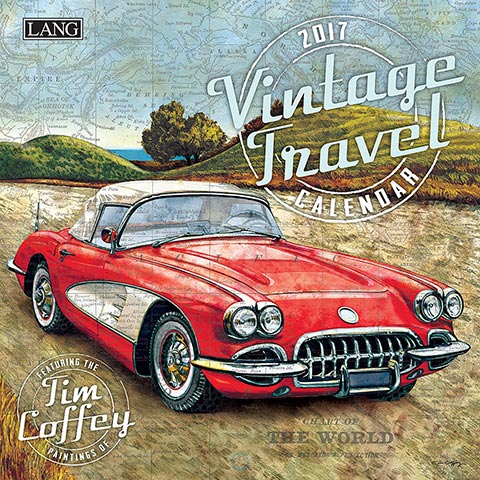 LANG
2017
Vintage
Travel
CALENDAR
FEATURING THE
Tim
Coffey
PAINTINGS OF
CHART OF
THE WORLD